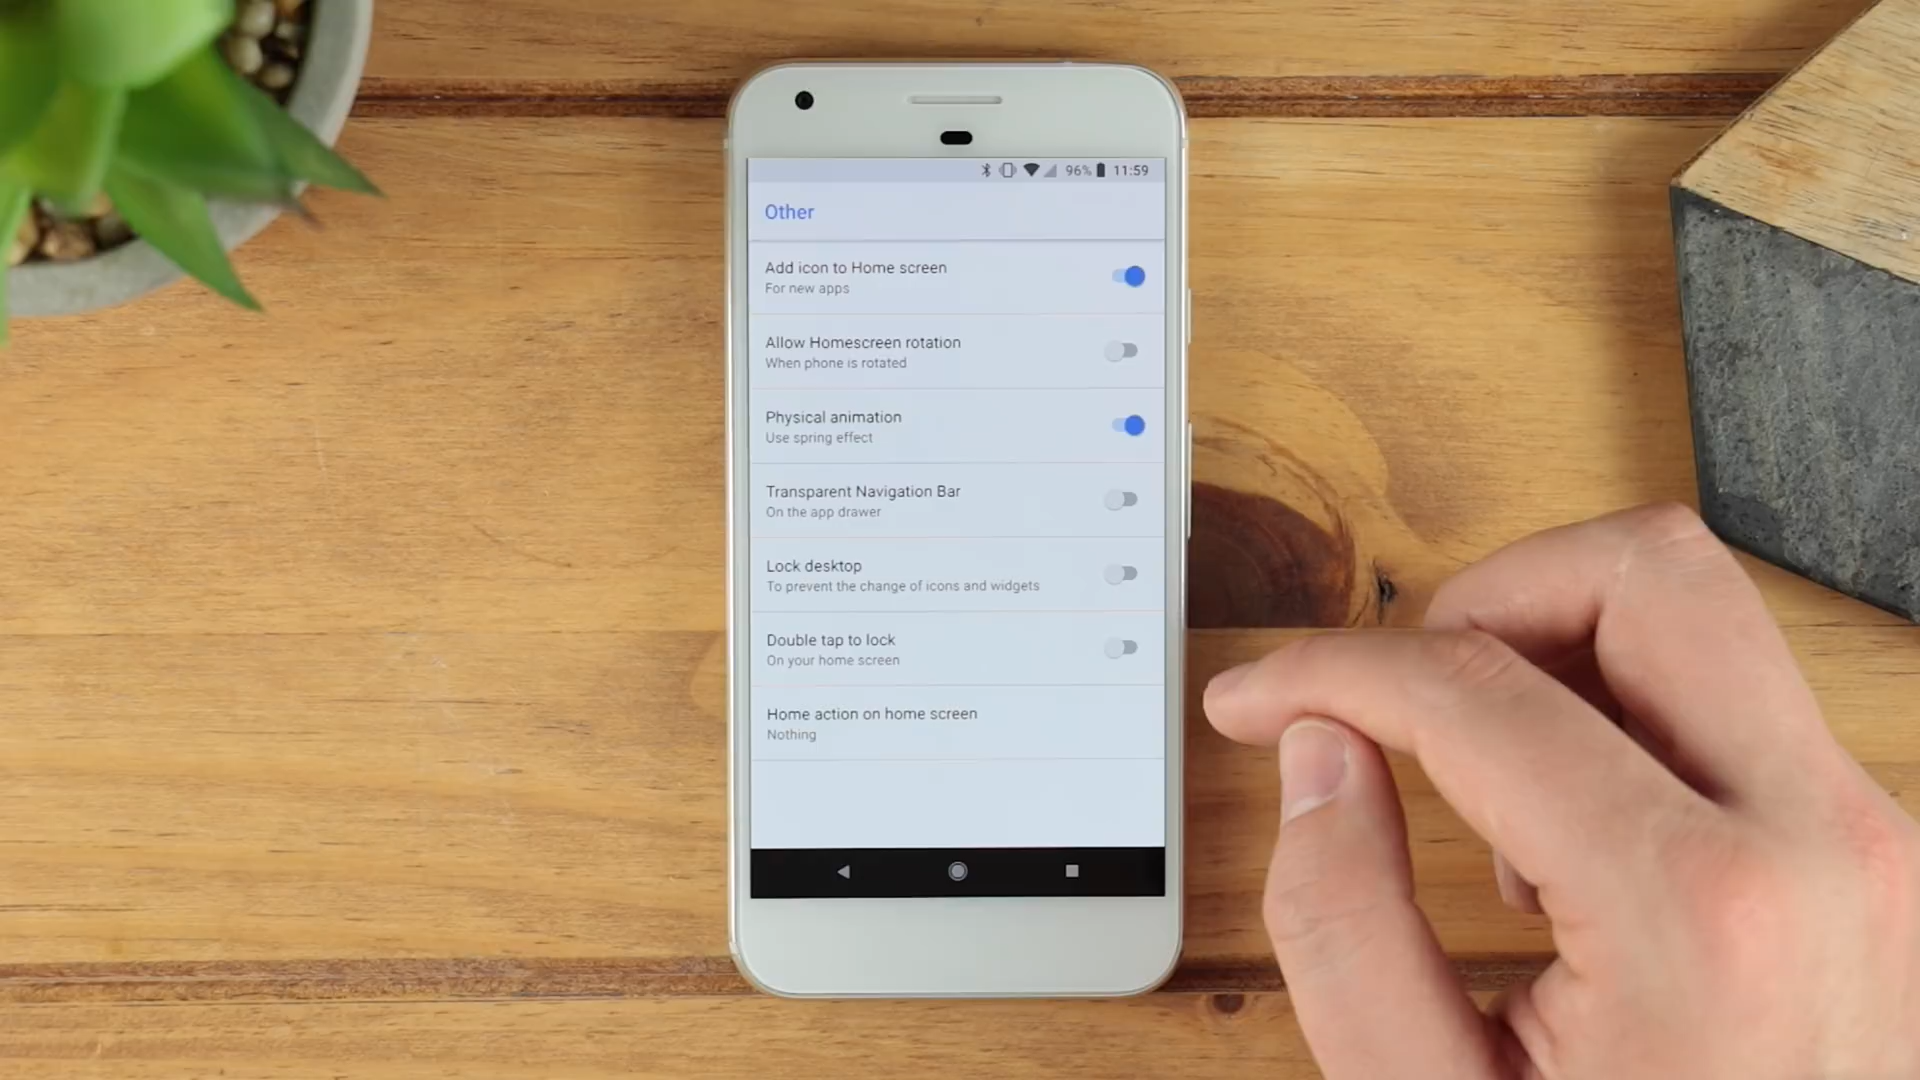 96% 11:59
Other
Add icon to Home screen
For new apps
Allow Homescreen rotation
When phone is rotated
Physical animation
Use spring effect
Transparent Navigation Bar
On the app drawer
Lock desktop
To prevent the change of icons and widgets
Double tap to lock
On your home screen
Home action on home screen
Nothing